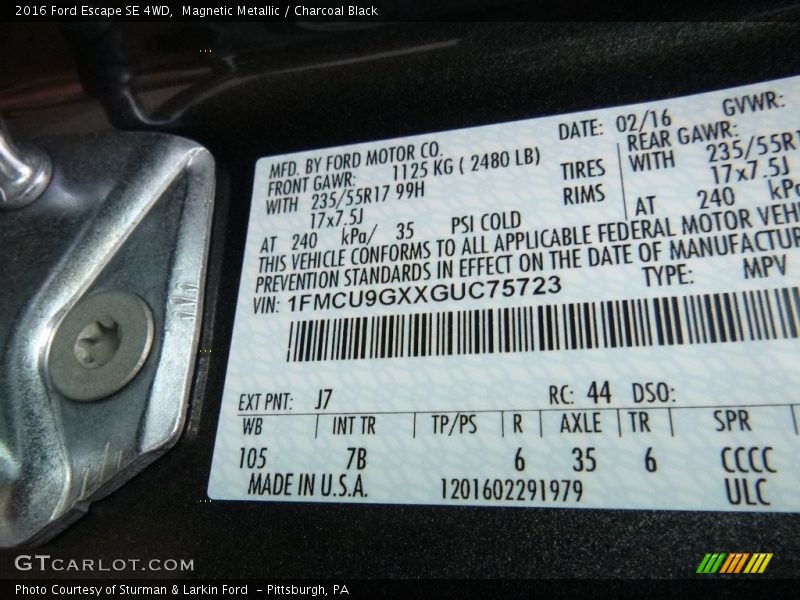 2016 Ford Escape SE 4WD, Magnetic Metallic / Charcoal Black
MFD. BY FORD MOTOR CO.
DATE: 02/16
GVWR:
FRONT GAWR: 1125 KG ( 2480 LB)
REAR GAWR:
WITH 235/55R17 99H
TIRES
WITH 235/55R1
17x7.5J
RIMS
17x7.5J
AT 240 kPa/ 35 PSI COLD
AT 240 kPa
THIS VEHICLE CONFORMS TO ALL APPLICABLE FEDERAL MOTOR VEHI
PREVENTION STANDARDS IN EFFECT ON THE DATE OF MANUFACTUR
VIN: 1FMCU9GXXGUC75723
TYPE: MPV
EXT PNT: J7
RC: 44 DSO:
WB INT TR TP/PS R AXLE TR SPR
105 7B 6 35 6 CCCC
MADE IN U.S.A. 1201602291979 ULC
GTCARLOT.COM
Photo Courtesy of Sturman & Larkin Ford - Pittsburgh, PA